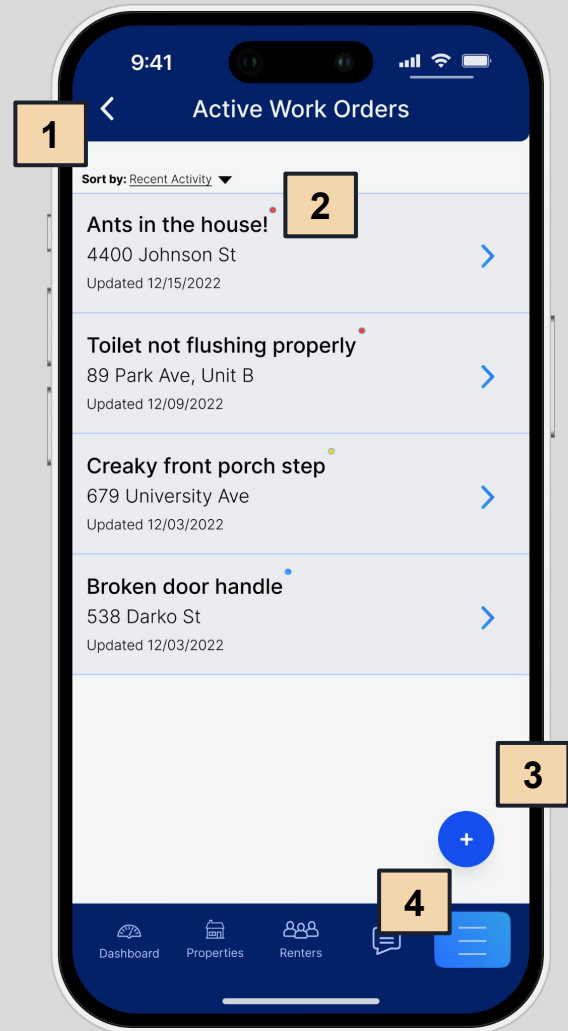 9:41
1
Active Work Orders
Sort by: Recent Activity
2
Ants in the house!
4400 Johnson St
Updated 12/15/2022
Toilet not flushing properly
89 Park Ave, Unit B
Updated 12/09/2022
Creaky front porch step
679 University Ave
Updated 12/03/2022
Broken door handle
538 Darko St
Updated 12/03/2022
3
+
4
Dashboard Properties Renters